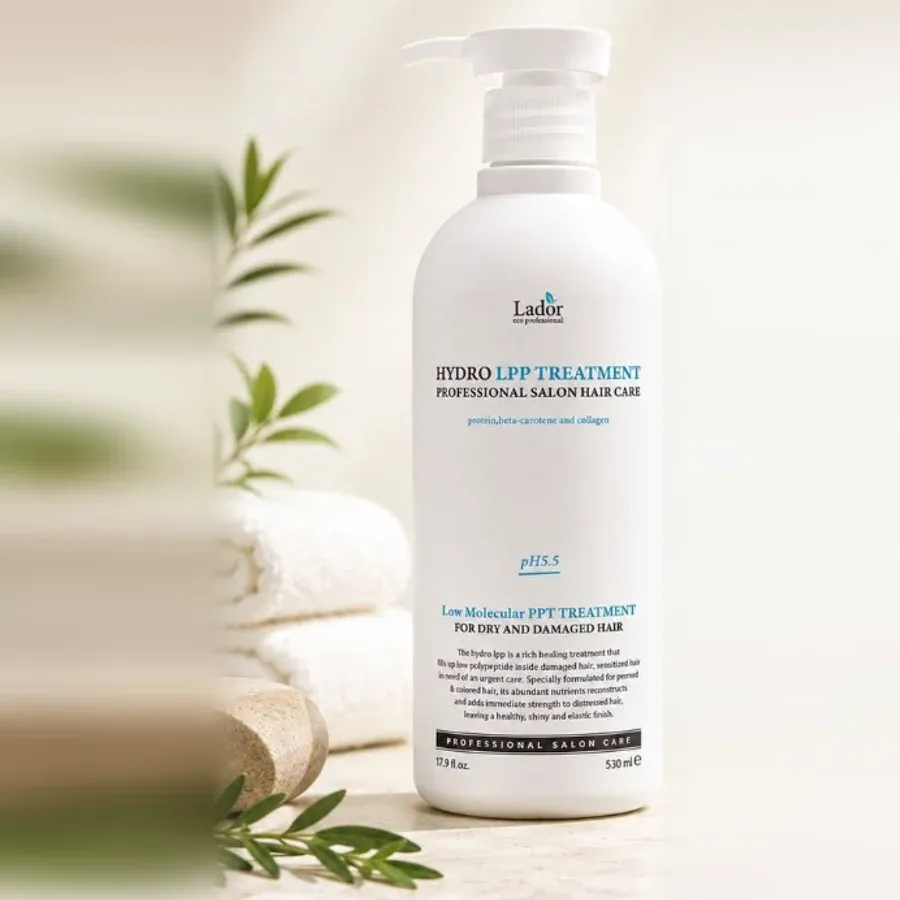 Lador
eco professional
HYDRO LPP TREATMENT
PROFESSIONAL SALON HAIR CARE
protein,beta-carotene and collagen
pH5.5
Low Molecular PPT TREATMENT
FOR DRY AND DAMAGED HAIR
The hydro lpp is a rich healing treatment that
fills up low polypeptide inside damaged hair, sensitized hair
in need of an urgent care. Specially formulated for permed
& colored hair, its abundant nutrients reconstructs
and adds immediate strength to distressed hair,
leaving a healthy, shiny and elastic finish.
PROFESSIONAL SALON CARE
17.9 fl.oz.
530 ml e